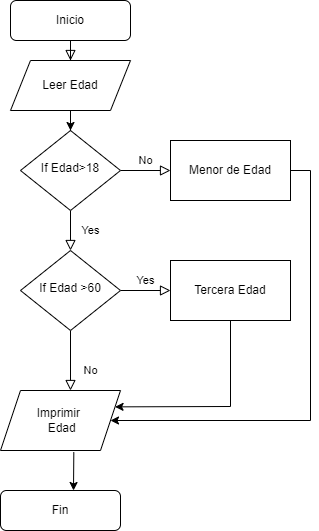 Inicio
Leer Edad
If Edad>18
No
Menor de Edad
Yes
If Edad >60
Yes
Tercera Edad
No
Imprimir
Edad
Fin